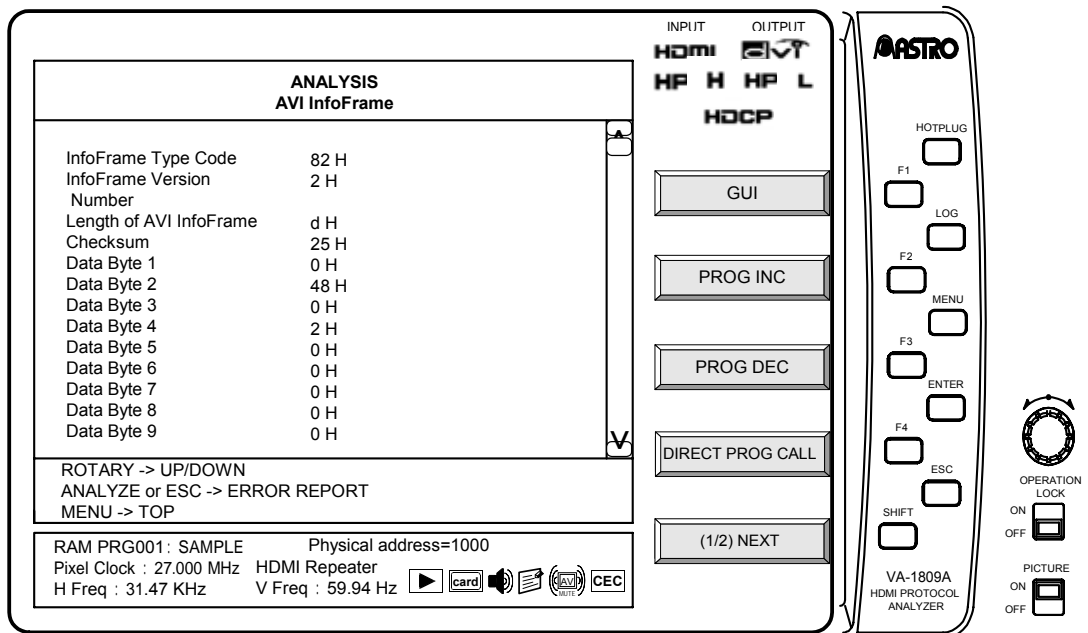 ANALYSIS
AVI InfoFrame
InfoFrame Type Code 82 H
InfoFrame Version Number 2 H
Length of AVI InfoFrame d H
Checksum 25 H
Data Byte 1 0 H
Data Byte 2 48 H
Data Byte 3 0 H
Data Byte 4 2 H
Data Byte 5 0 H
Data Byte 6 0 H
Data Byte 7 0 H
Data Byte 8 0 H
Data Byte 9 0 H
ROTARY -> UP/DOWN
ANALYZE or ESC -> ERROR REPORT
MENU -> TOP
RAM PRG001: SAMPLE Physical address=1000
Pixel Clock : 27.000 MHz HDMI Repeater
H Freq : 31.47 KHz V Freq : 59.94 Hz
card
AV
MUTE
CEC
INPUT OUTPUT
HDMI DVI
HP H HP L
HDCP
GUI
PROG INC
PROG DEC
DIRECT PROG CALL
(1/2) NEXT
ASTRO
HOTPLUG
F1
LOG
F2
MENU
F3
ENTER
F4
ESC
SHIFT
VA-1809A
HDMI PROTOCOL
ANALYZER
OPERATION
LOCK
ON
OFF
PICTURE
ON
OFF